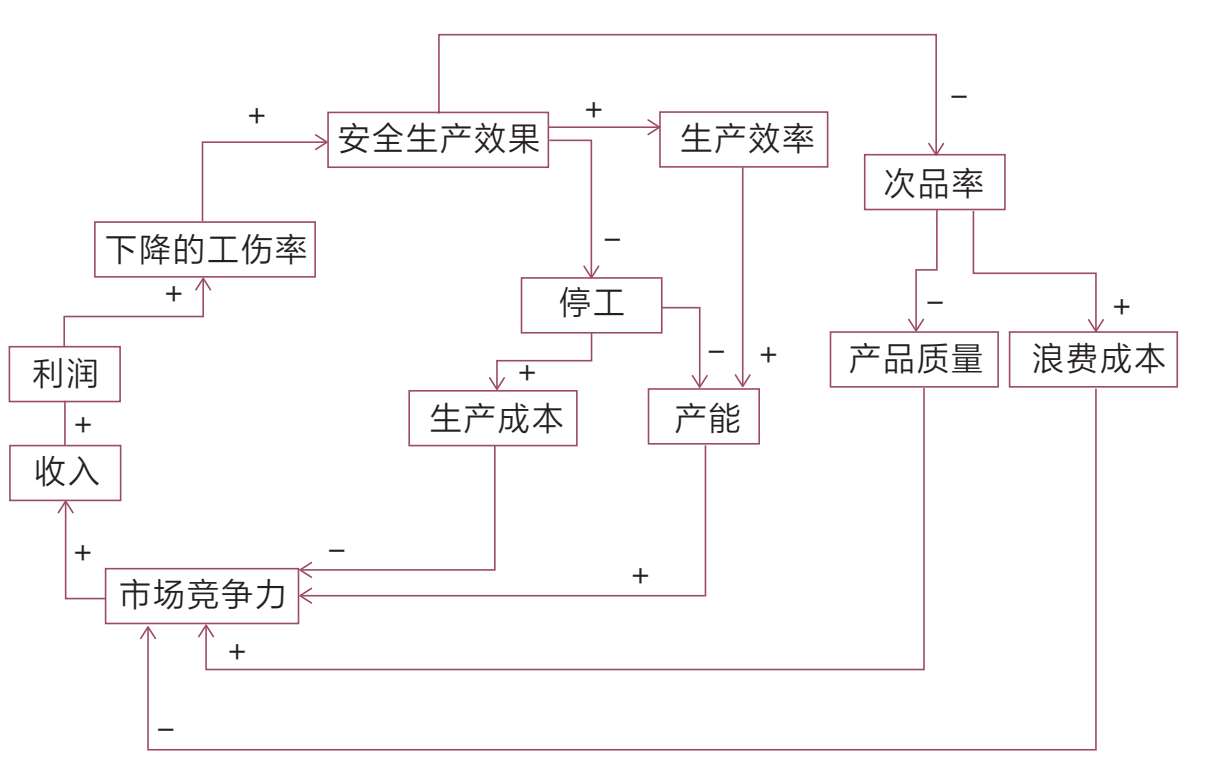 −
+
+
安全生产效果
生产效率
次品率
下降的工伤率
−
+
停工
−
+
利润
−
+
+
产品质量
浪费成本
+
生产成本
产能
+
收入
+
−
+
市场竞争力
+
−